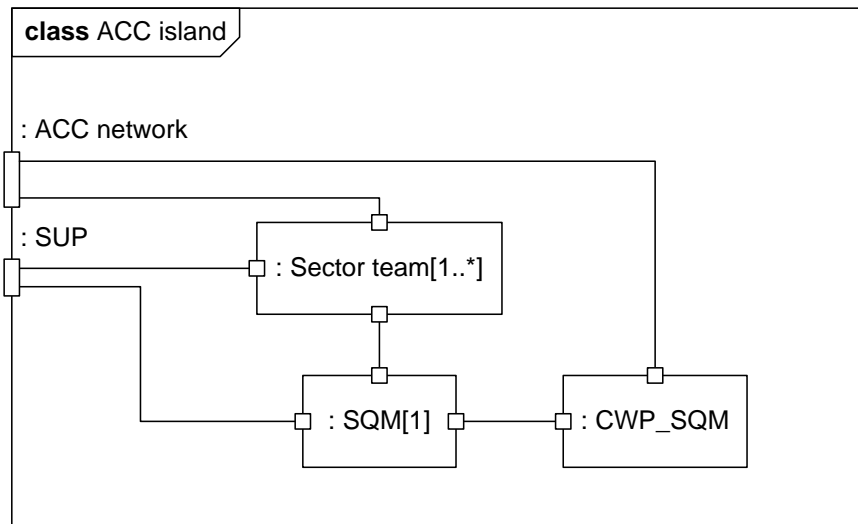 class ACC island
: ACC network
: SUP
: Sector team[1..*]
: SQM[1]
: CWP_SQM